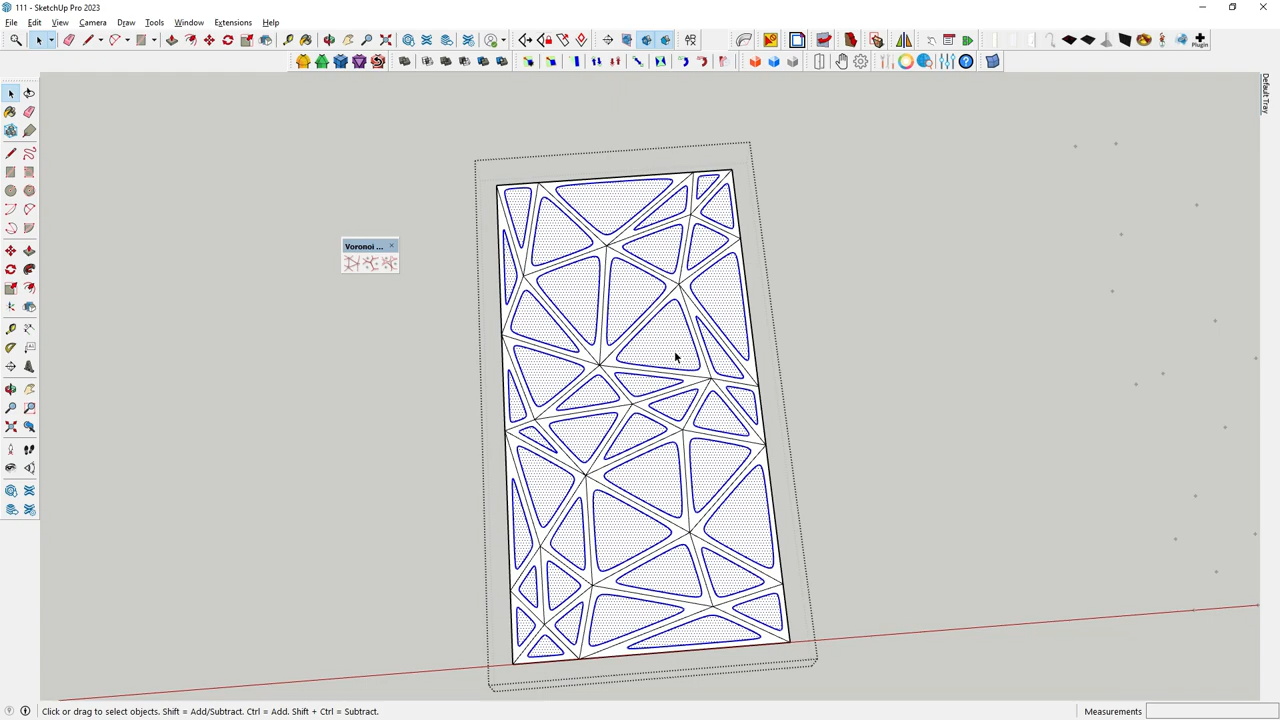 111 - SketchUp Pro 2023
File Edit View Camera Draw Tools Window Extensions Help
Plugin
Default Tray
Voronoi ...
Click or drag to select objects. Shift = Add/Subtract. Ctrl = Add. Shift + Ctrl = Subtract.
Measurements